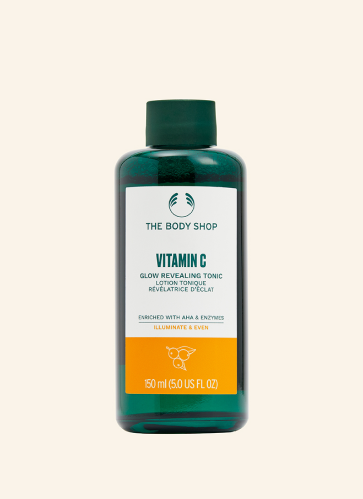 THE BODY SHOP
VITAMIN C
GLOW REVEALING TONIC
LOTION TONIQUE
RÉVÉLATRICE D'ÉCLAT
ENRICHED WITH AHA & ENZYMES
ILLUMINATE & EVEN
150 ml (5.0 US FL OZ)